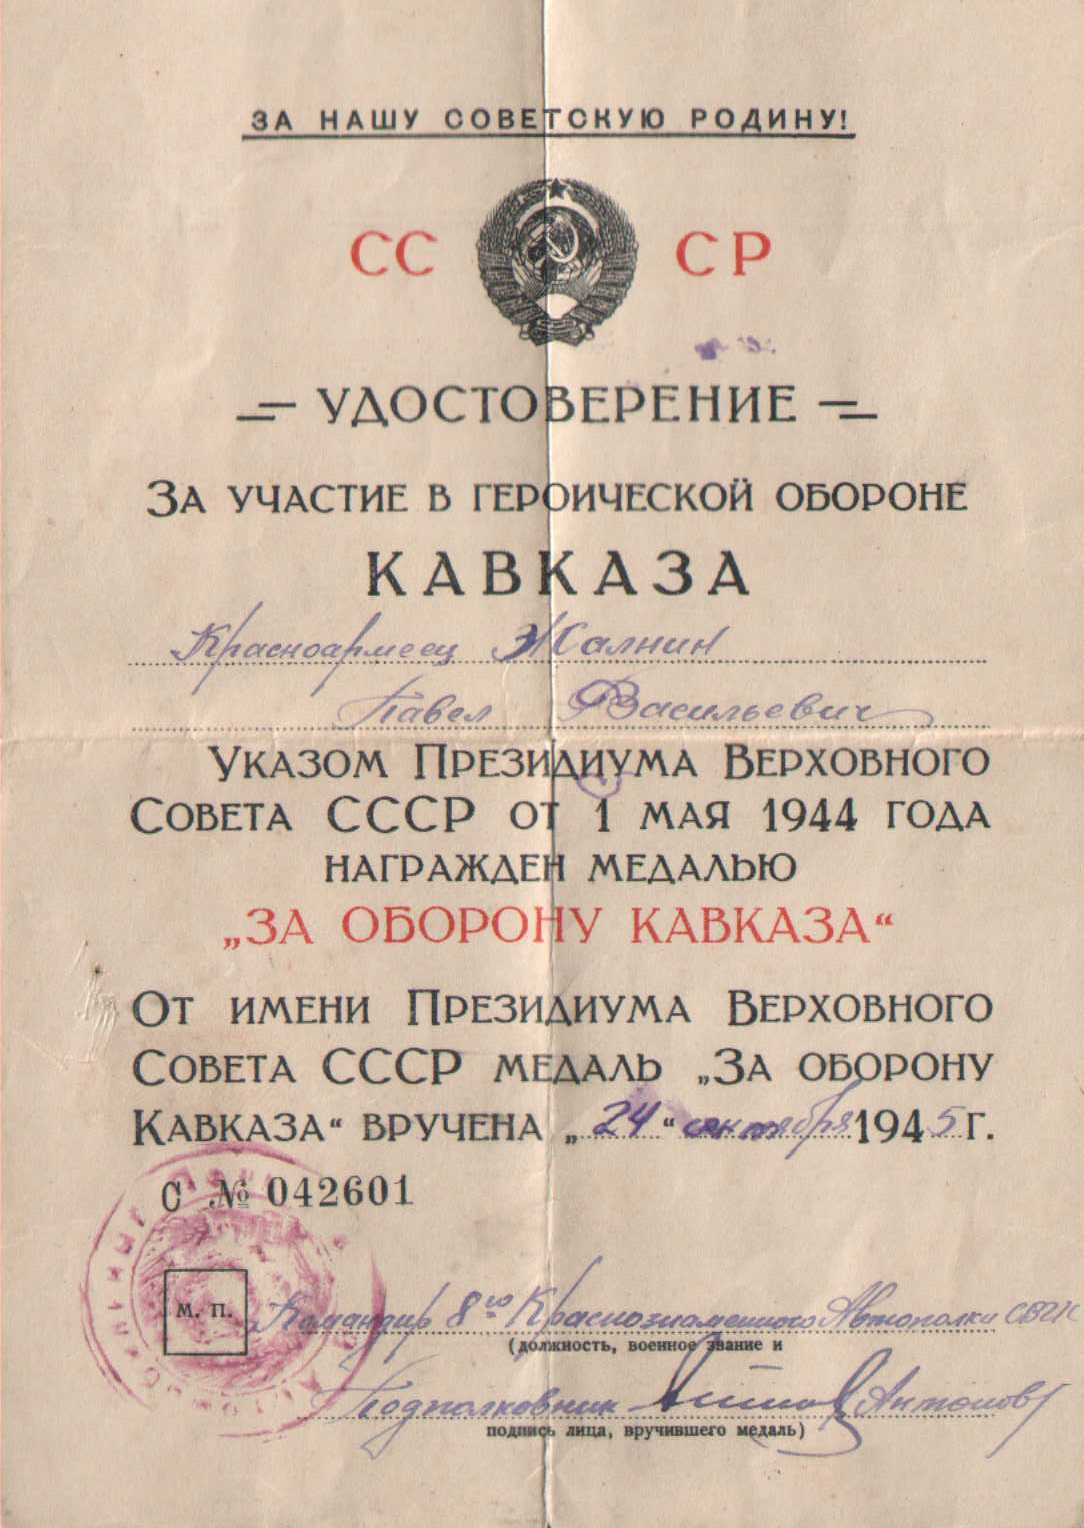 ЗА НАШУ СОВЕТСКУЮ РОДИНУ!
СС СР
УДОСТОВЕРЕНИЕ
ЗА УЧАСТИЕ В ГЕРОИЧЕСКОЙ ОБОРОНЕ
КАВКАЗА
Красноармеец Жалнин
Павел Васильевич
УКАЗОМ ПРЕЗИДИУМА ВЕРХОВНОГО
СОВЕТА СССР ОТ 1 МАЯ 1944 ГОДА
НАГРАЖДЕН МЕДАЛЬЮ
„ЗА ОБОРОНУ КАВКАЗА“
ОТ ИМЕНИ ПРЕЗИДИУМА ВЕРХОВНОГО
СОВЕТА СССР МЕДАЛЬ „ЗА ОБОРОНУ
КАВКАЗА“ ВРУЧЕНА „24“ сентября 1945 Г.
С № 042601
м. п.
Командир 8го Краснознаменного Автополка
(должность, военное звание и
Подполковник Антонов
подпись лица, вручившего медаль)